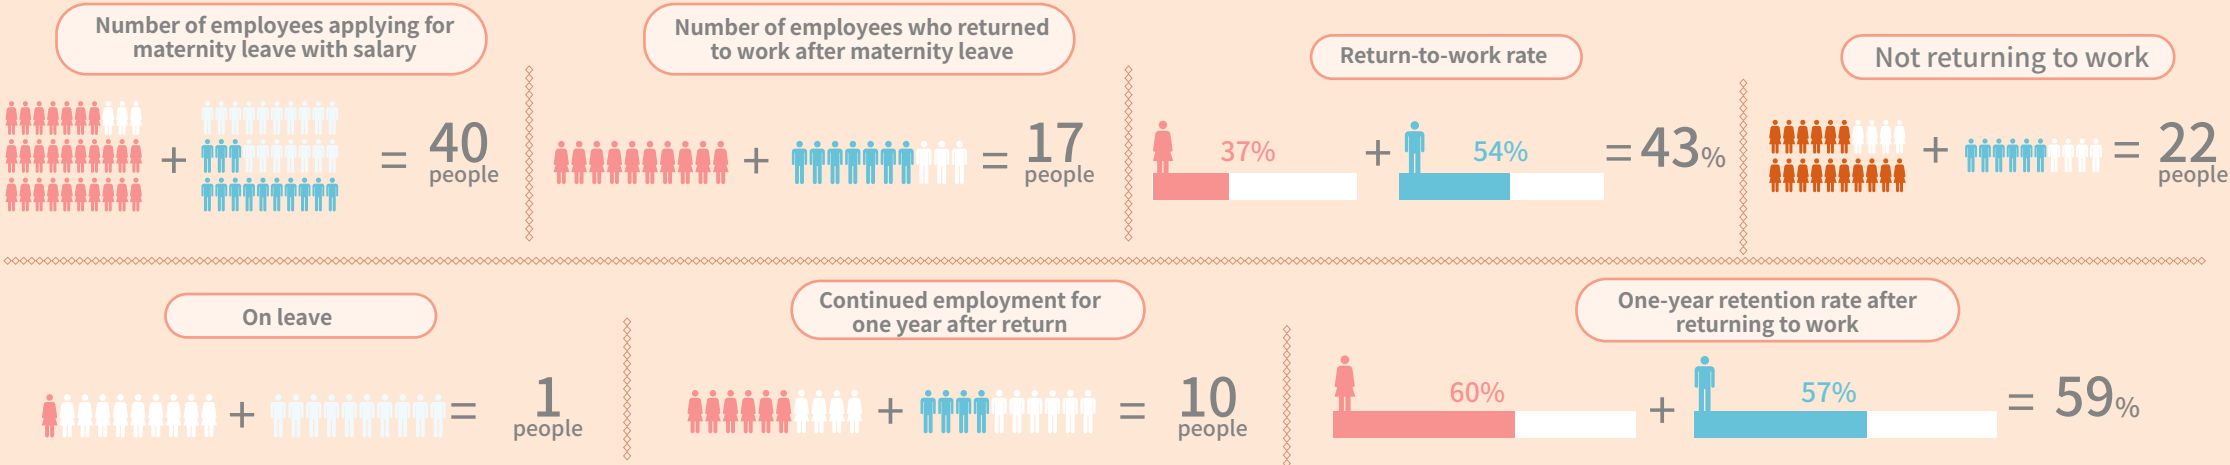 Number of employees applying for
maternity leave with salary
+ = 40
people
Number of employees who returned
to work after maternity leave
+ = 17
people
Return-to-work rate
37% + 54% = 43%
Not returning to work
+ = 22
people
On leave
+ = 1
people
Continued employment for
one year after return
+ = 10
people
One-year retention rate after
returning to work
60% + 57% = 59%